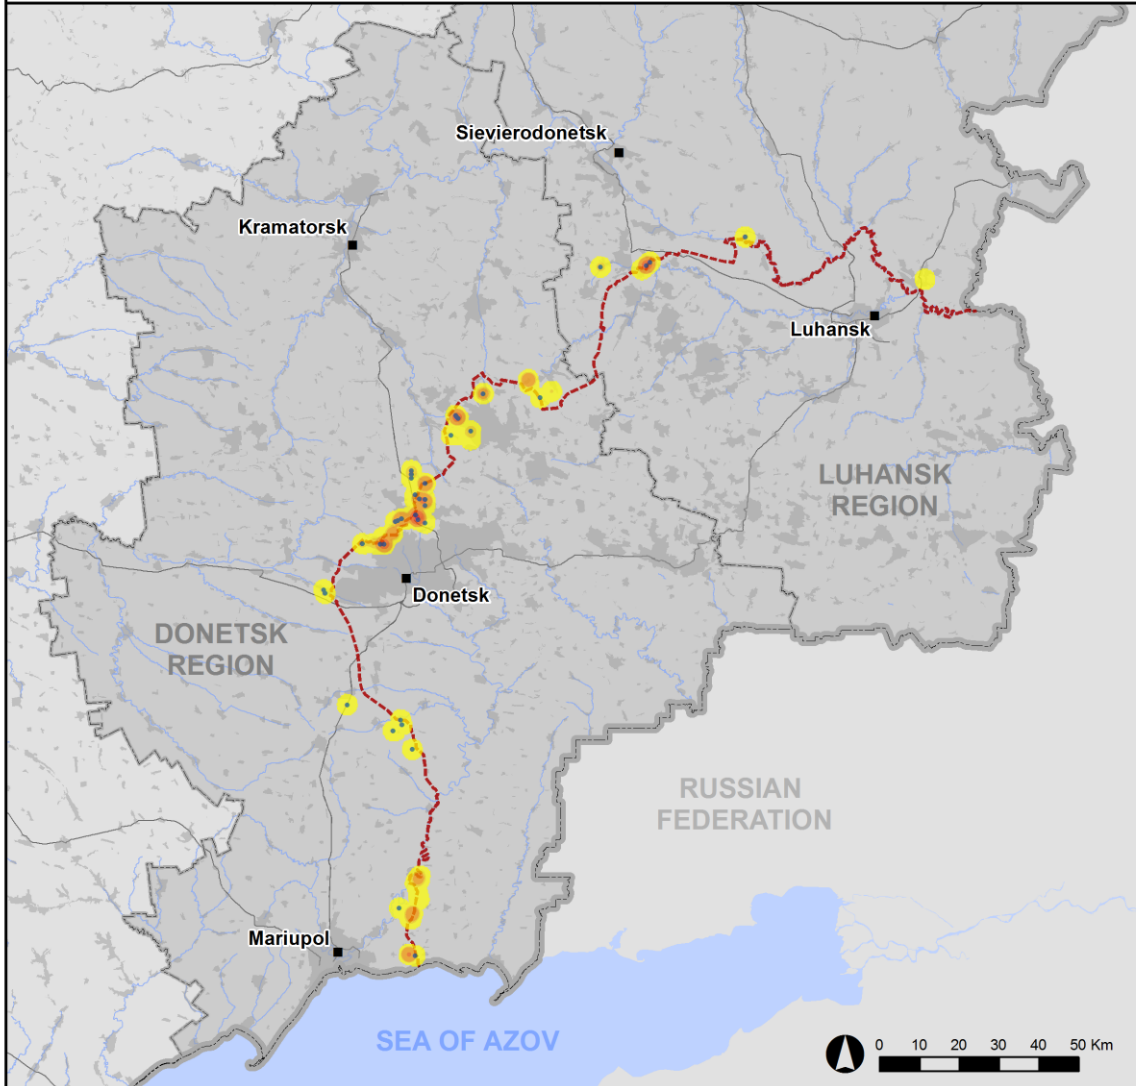 Sievierodonetsk
Kramatorsk
Luhansk
LUHANSK
REGION
Donetsk
DONETSK
REGION
RUSSIAN
FEDERATION
Mariupol
SEA OF AZOV
0 10 20 30 40 50 Km